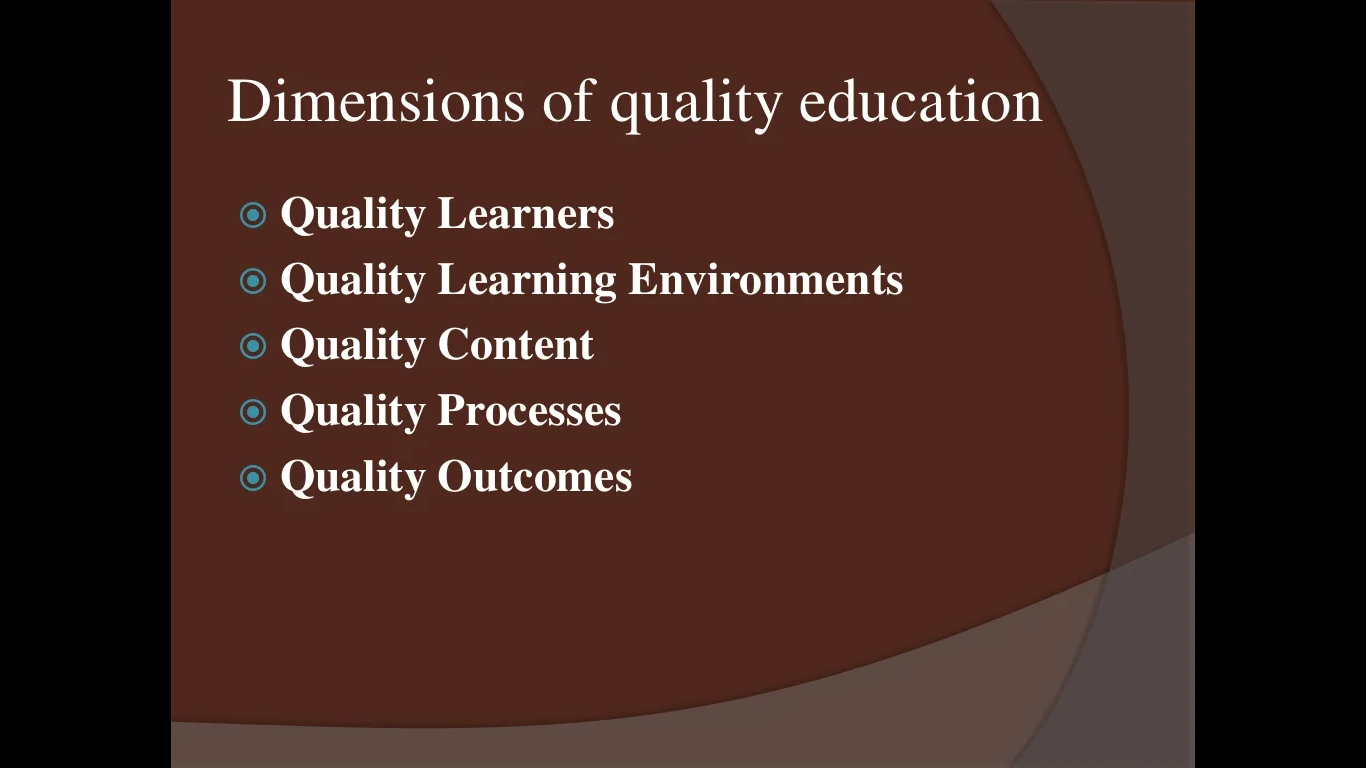 Dimensions of quality education
Quality Learners
Quality Learning Environments
Quality Content
Quality Processes
Quality Outcomes